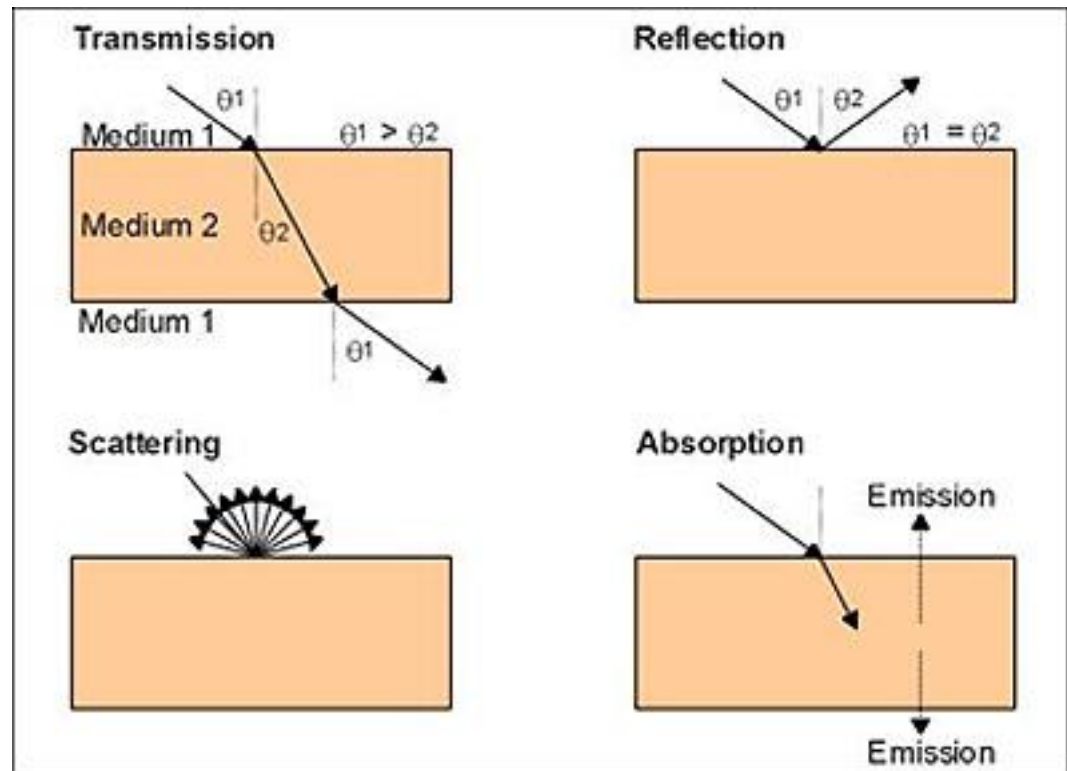 Transmission
θ1
Medium 1
θ1 > θ2
Medium 2
θ2
Medium 1
θ1
Reflection
θ1
θ2
θ1 = θ2
Scattering
Absorption
Emission
Emission